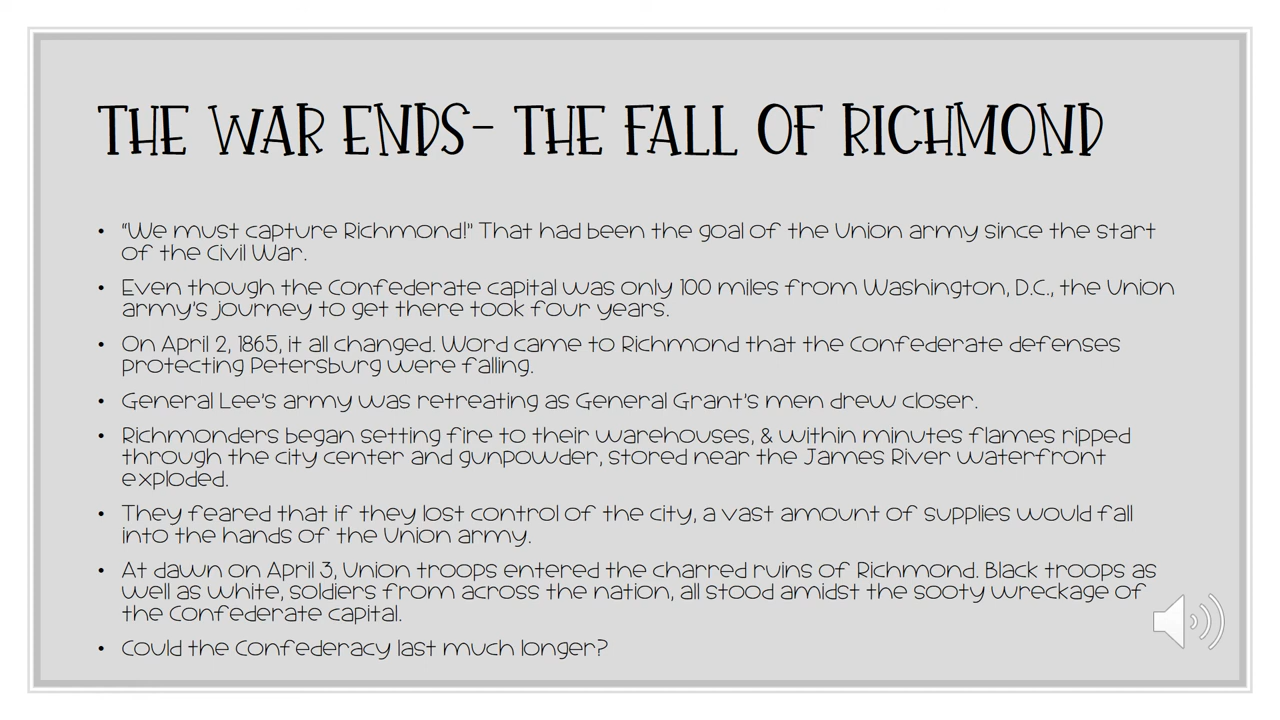 THE WAR ENDS- THE FALL OF RICHMOND
• "We must capture Richmond!" That had been the goal of the Union army since the start
of the Civil War.
• Even though the Confederate capital was only 100 miles from Washington, D.C., the Union
army's journey to get there took four years.
• On April 2, 1865, it all changed. Word came to Richmond that the Confederate defenses
protecting Petersburg were falling.
• General Lee's army was retreating as General Grant's men drew closer.
• Richmonders began setting fire to their warehouses, & within minutes flames ripped
through the city center and gunpowder, stored near the James River waterfront
exploded.
• They feared that if they lost control of the city, a vast amount of supplies would fall
into the hands of the Union army.
• At dawn on April 3, Union troops entered the charred ruins of Richmond. Black troops as
well as white, soldiers from across the nation, all stood amidst the sooty wreckage of
the Confederate capital.
• Could the Confederacy last much longer?